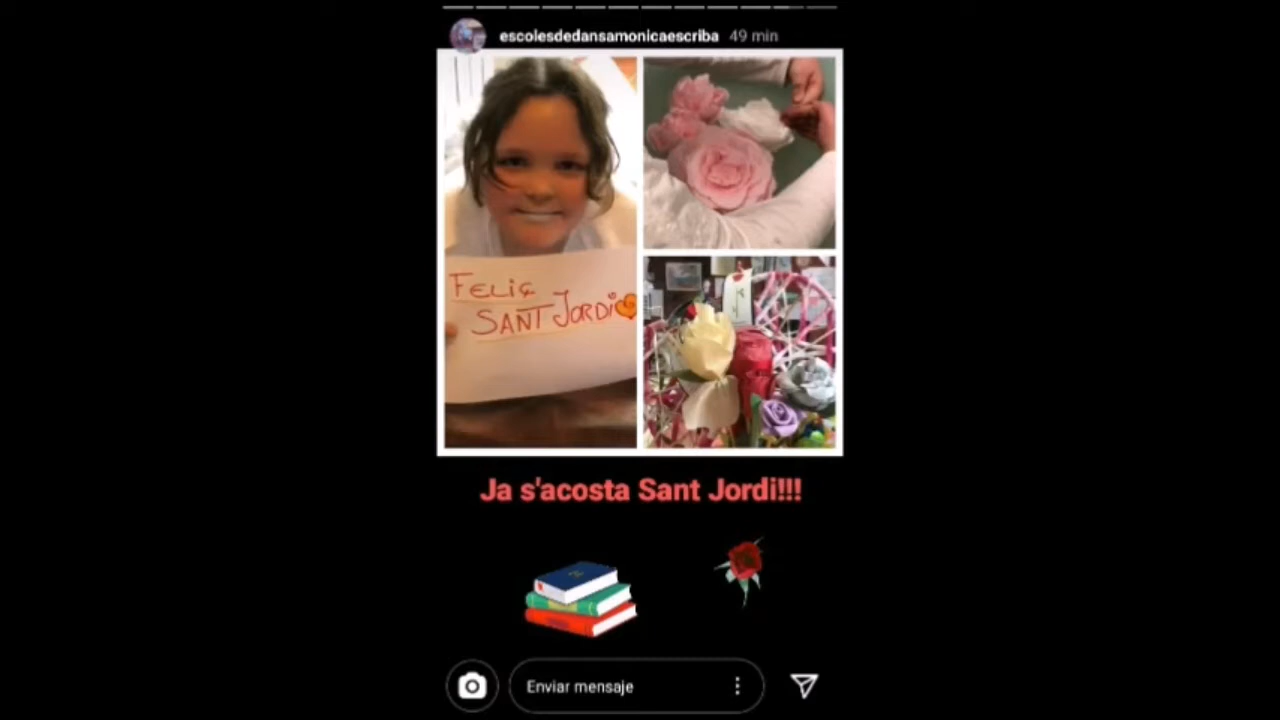 escolesdedansamonicaescriba 49 min
FELIÇ
SANT JORDI
Ja s'acosta Sant Jordi!!!
Enviar mensaje